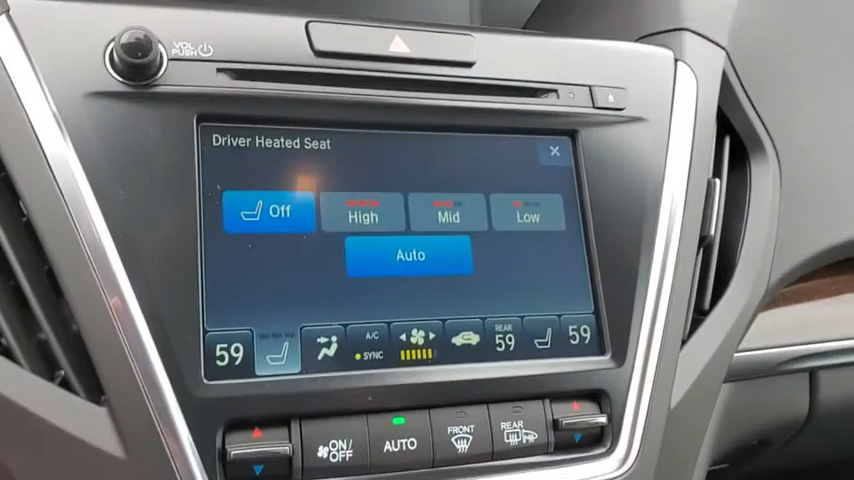 VOL
PUSH
Driver Heated Seat
Off
High
Mid
Low
Auto
59
A/C
SYNC
REAR
59
59
ON/
OFF
AUTO
FRONT
REAR